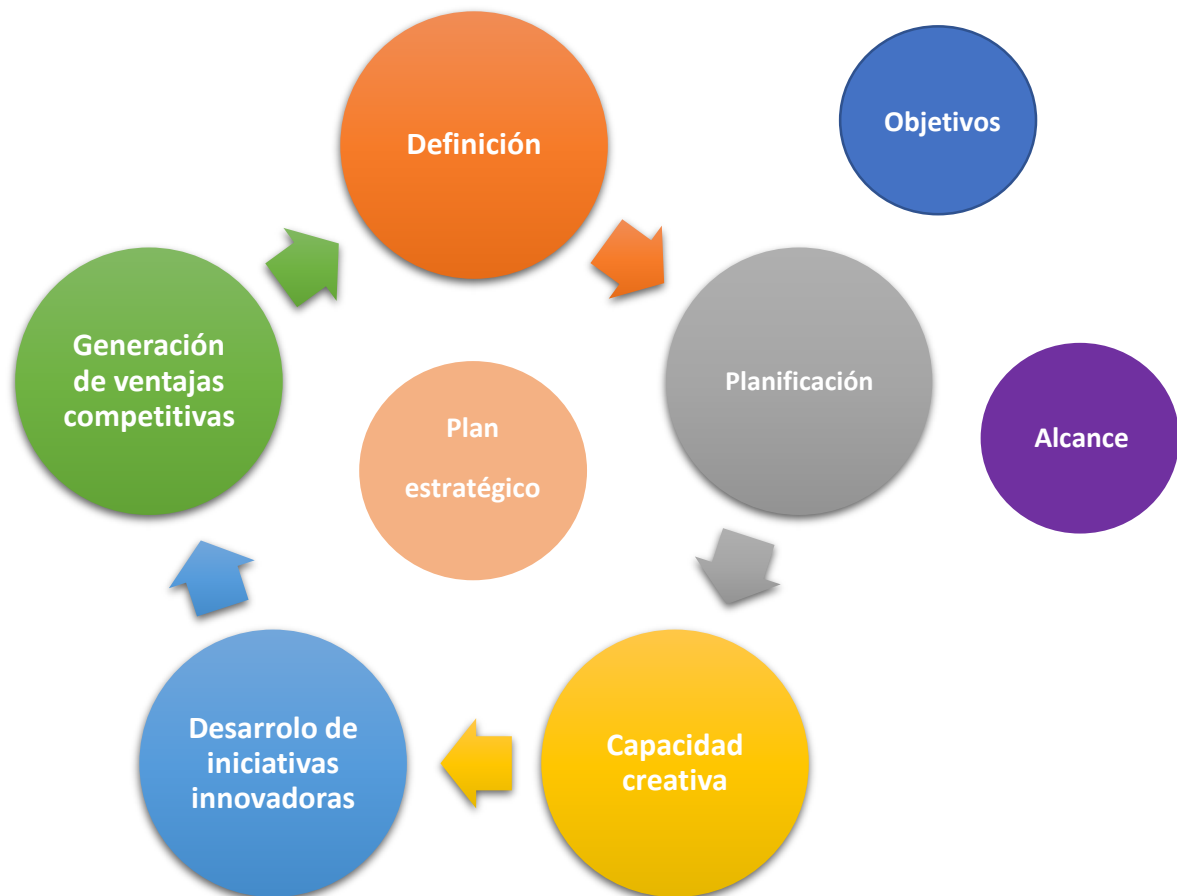 Definición
Objetivos
Generación
de ventajas
competitivas
Planificación
Plan
estratégico
Alcance
Desarrolo de
iniciativas
innovadoras
Capacidad
creativa